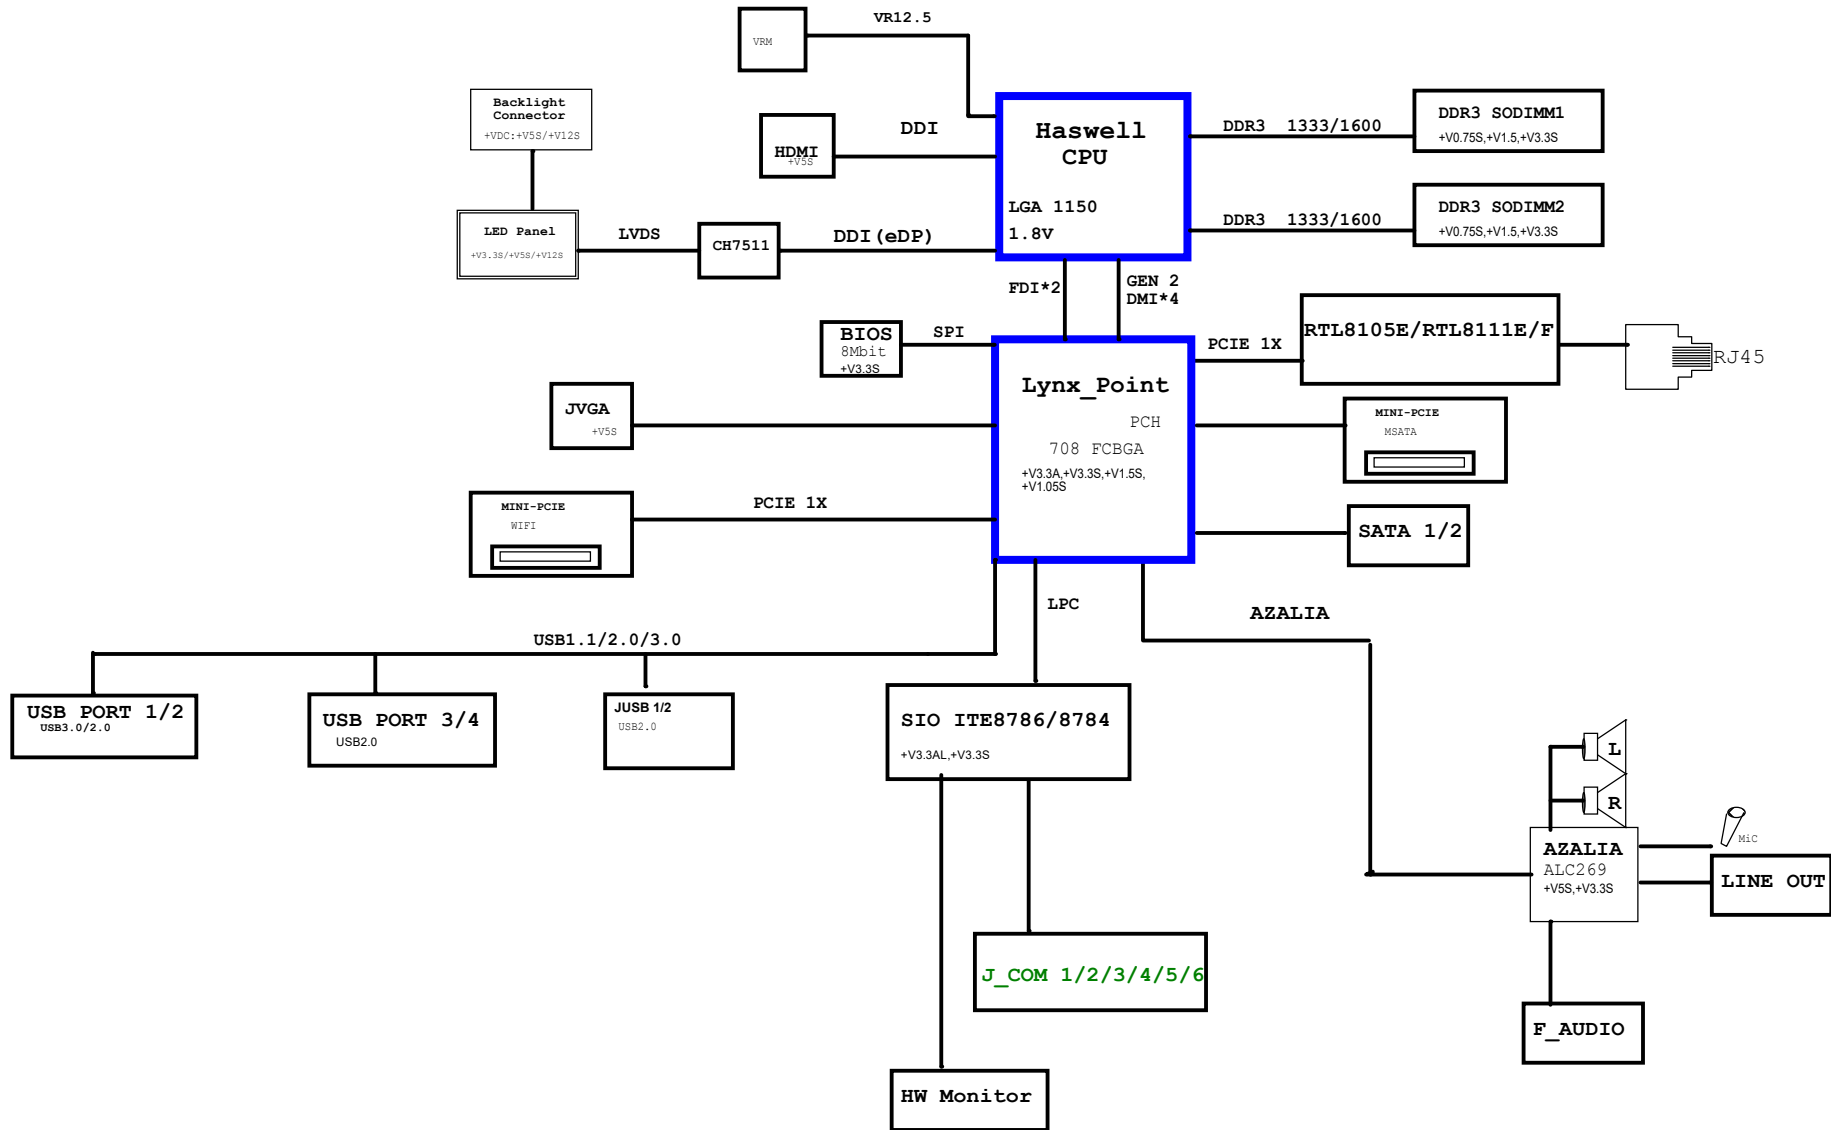 VR12.5
VRM
Backlight
Connector
+VDC:+V5S/+V12S
DDI
HDMI
+V5S
Haswell
CPU
LGA 1150
1.8V
DDR3 1333/1600
DDR3 SODIMM1
+V0.75S,+V1.5,+V3.3S
DDR3 1333/1600
DDR3 SODIMM2
+V0.75S,+V1.5,+V3.3S
LED Panel
+V3.3S/+V5S/+V12S
LVDS
CH7511
DDI(eDP)
FDI*2
GEN 2
DMI*4
BIOS
8Mbit
+V3.3S
SPI
PCIE 1X
RTL8105E/RTL8111E/F
RJ45
Lynx_Point
PCH
708 FCBGA
+V3.3A,+V3.3S,+V1.5S,
+V1.05S
JVGA
+V5S
MINI-PCIE
MSATA
MINI-PCIE
WIFI
PCIE 1X
SATA 1/2
LPC
AZALIA
USB1.1/2.0/3.0
USB PORT 1/2
USB3.0/2.0
USB PORT 3/4
USB2.0
JUSB 1/2
USB2.0
SIO ITE8786/8784
+V3.3AL,+V3.3S
L
R
AZALIA
ALC269
+V5S,+V3.3S
MiC
LINE OUT
J_COM 1/2/3/4/5/6
F_AUDIO
HW Monitor